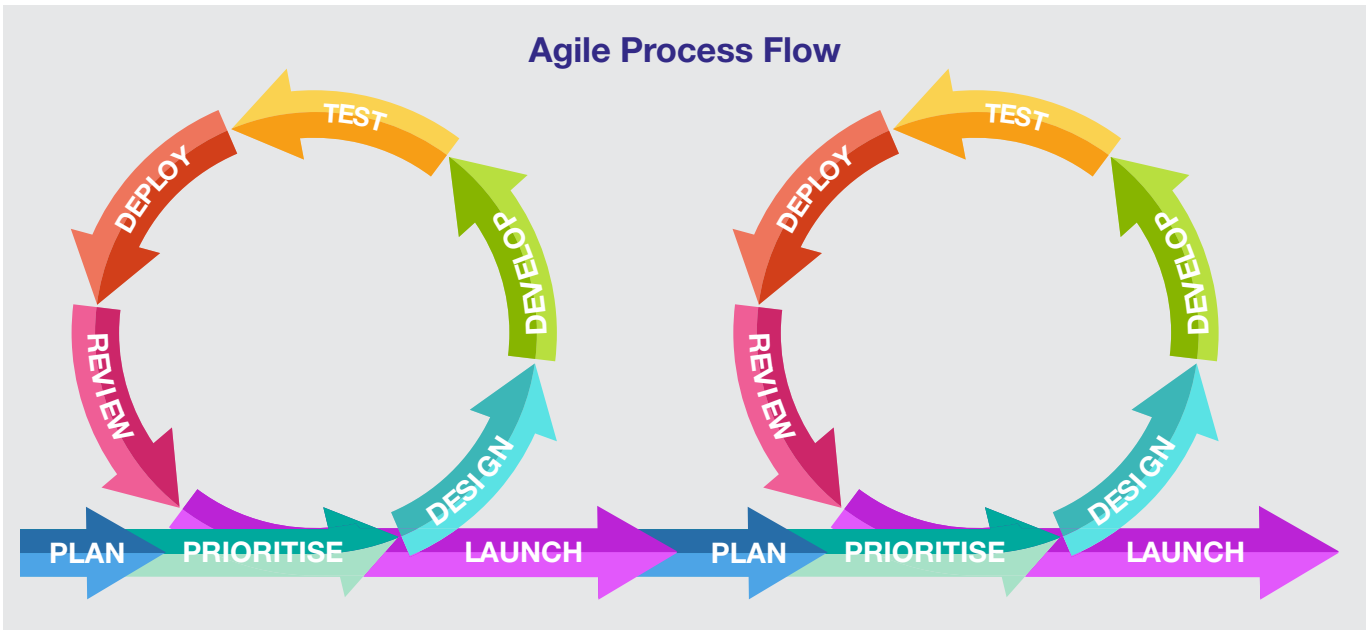 Agile Process Flow
PLAN
PRIORITISE
DESIGN
DEVELOP
TEST
DEPLOY
REVIEW
LAUNCH
PLAN
PRIORITISE
DESIGN
DEVELOP
TEST
DEPLOY
REVIEW
LAUNCH